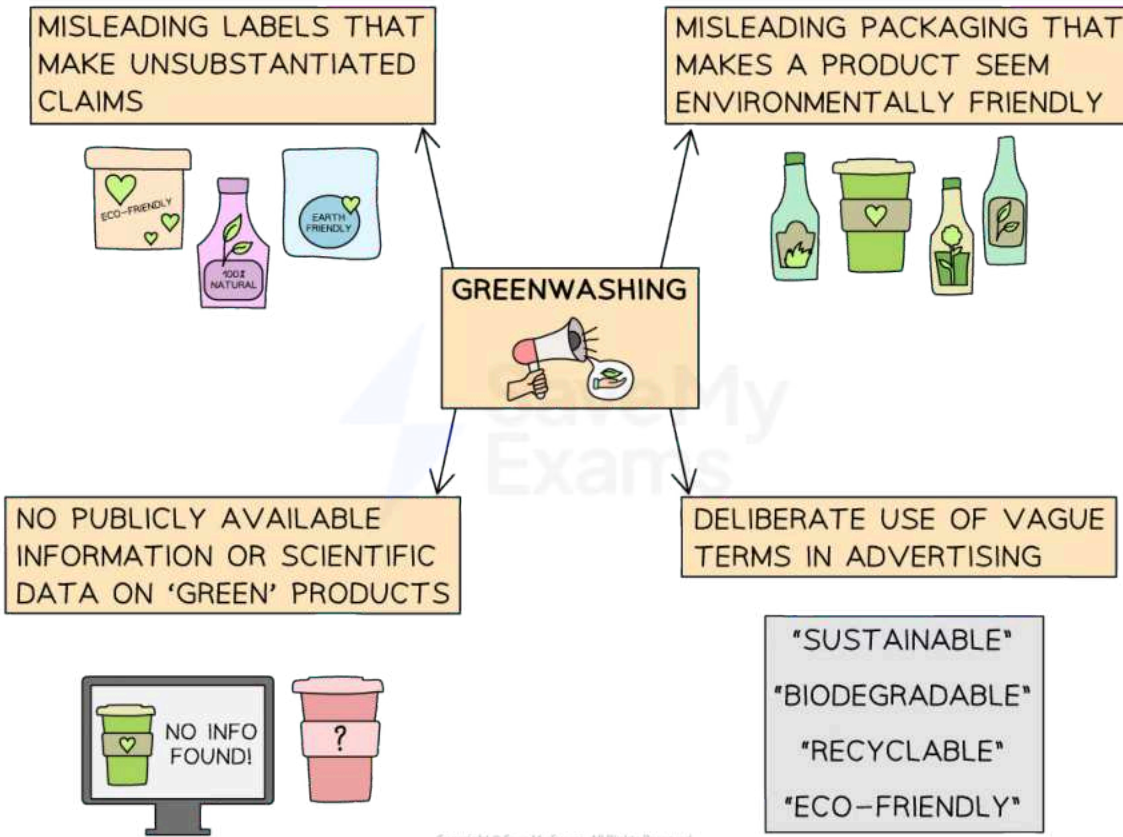 MISLEADING LABELS THAT
MAKE UNSUBSTANTIATED
CLAIMS
MISLEADING PACKAGING THAT
MAKES A PRODUCT SEEM
ENVIRONMENTALLY FRIENDLY
ECO-FRIENDLY
100%
NATURAL
EARTH
FRIENDLY
GREENWASHING
SaveMy
Exams
NO PUBLICLY AVAILABLE
INFORMATION OR SCIENTIFIC
DATA ON ‘GREEN’ PRODUCTS
DELIBERATE USE OF VAGUE
TERMS IN ADVERTISING
NO INFO
FOUND!
?
"SUSTAINABLE"
"BIODEGRADABLE"
"RECYCLABLE"
"ECO-FRIENDLY"